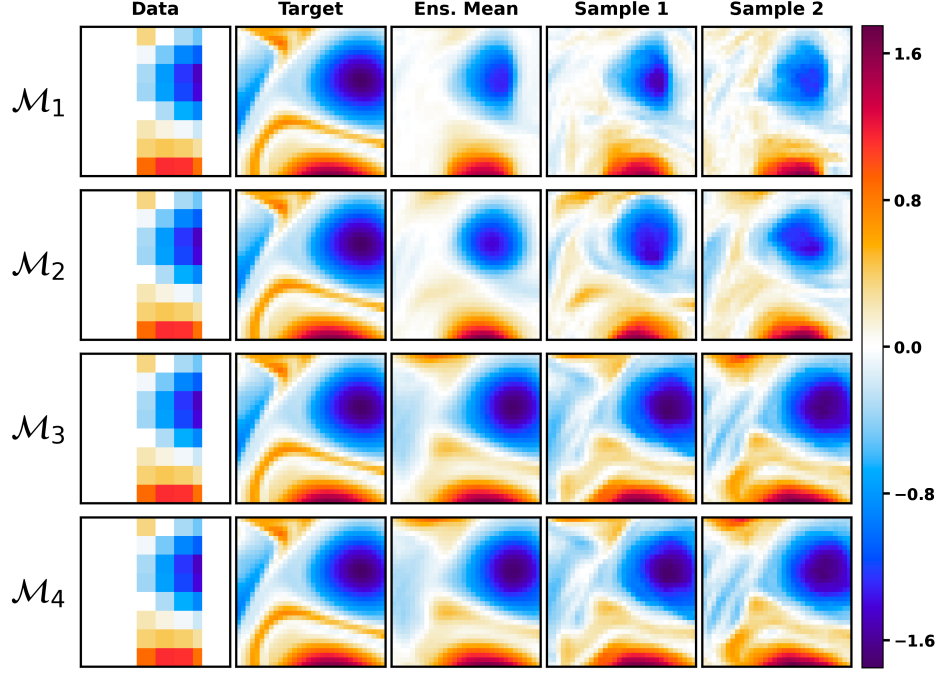 Data Target Ens. Mean Sample 1 Sample 2
ℳ₁
ℳ₂
ℳ₃
ℳ₄
1.6
0.8
0.0
−0.8
−1.6